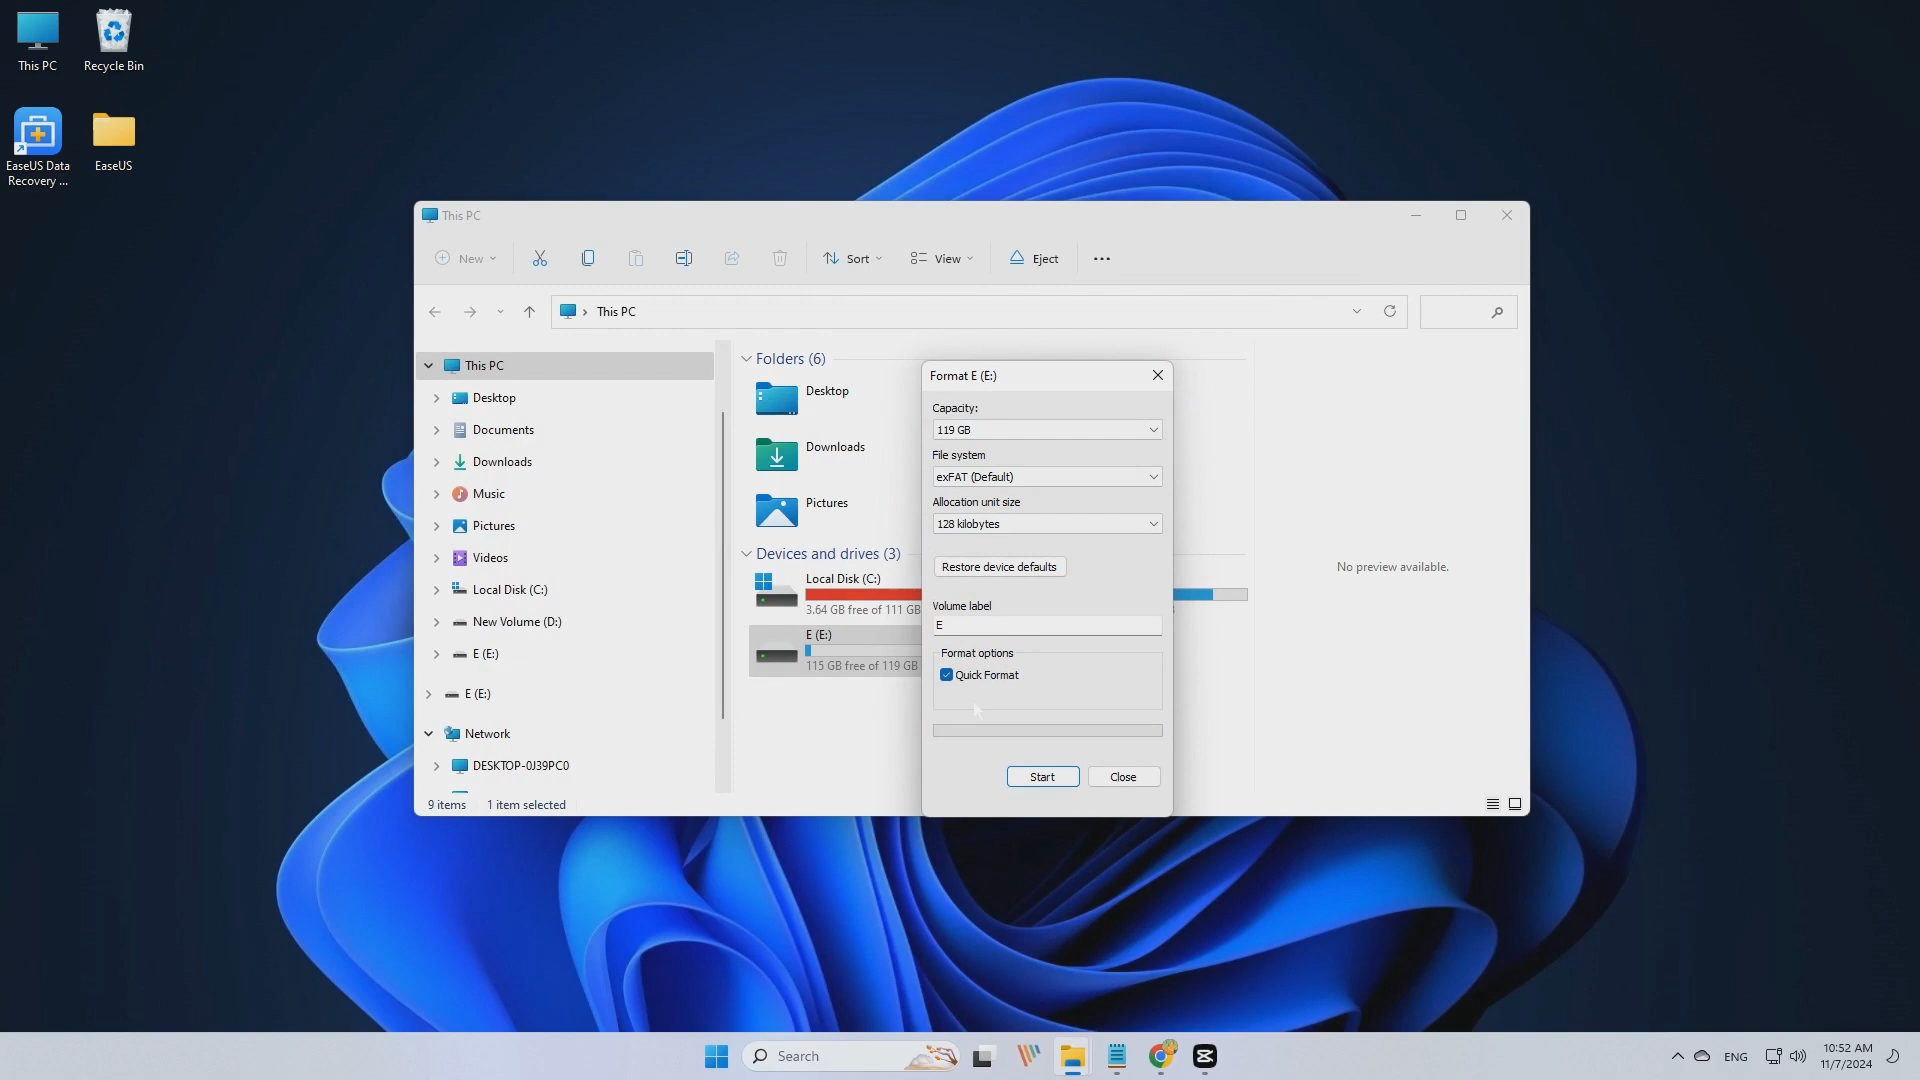 This PC
Recycle Bin
EaseUS Data
Recovery ...
EaseUS
This PC
New
Sort
View
Eject
This PC
This PC
Desktop
Documents
Downloads
Music
Pictures
Videos
Local Disk (C:)
New Volume (D:)
E (E:)
E (E:)
Network
DESKTOP-0J39PC0
Folders (6)
Desktop
Downloads
Pictures
Devices and drives (3)
Local Disk (C:)
3.64 GB free of 111 GB
E (E:)
115 GB free of 119 GB
Format E (E:)
Capacity:
119 GB
File system
exFAT (Default)
Allocation unit size
128 kilobytes
Restore device defaults
Volume label
E
Format options
Quick Format
Start
Close
No preview available.
9 items
1 item selected
Search
ENG
10:52 AM
11/7/2024